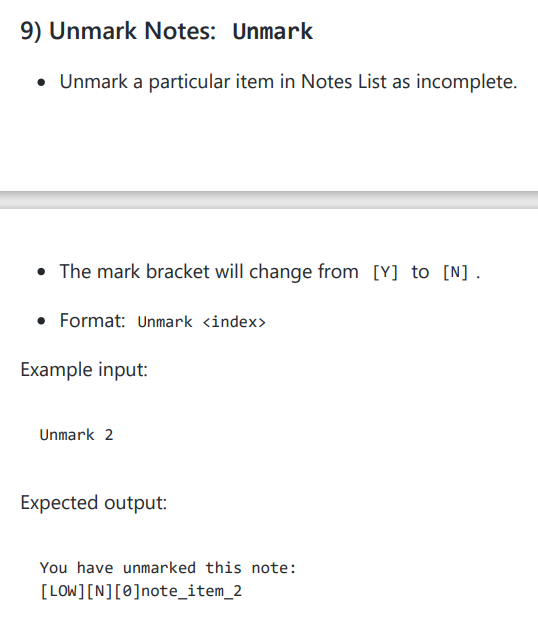 9) Unmark Notes: Unmark
• Unmark a particular item in Notes List as incomplete.
• The mark bracket will change from [Y] to [N] .
• Format: Unmark <index>
Example input:
Unmark 2
Expected output:
You have unmarked this note:
[LOW][N][0]note_item_2